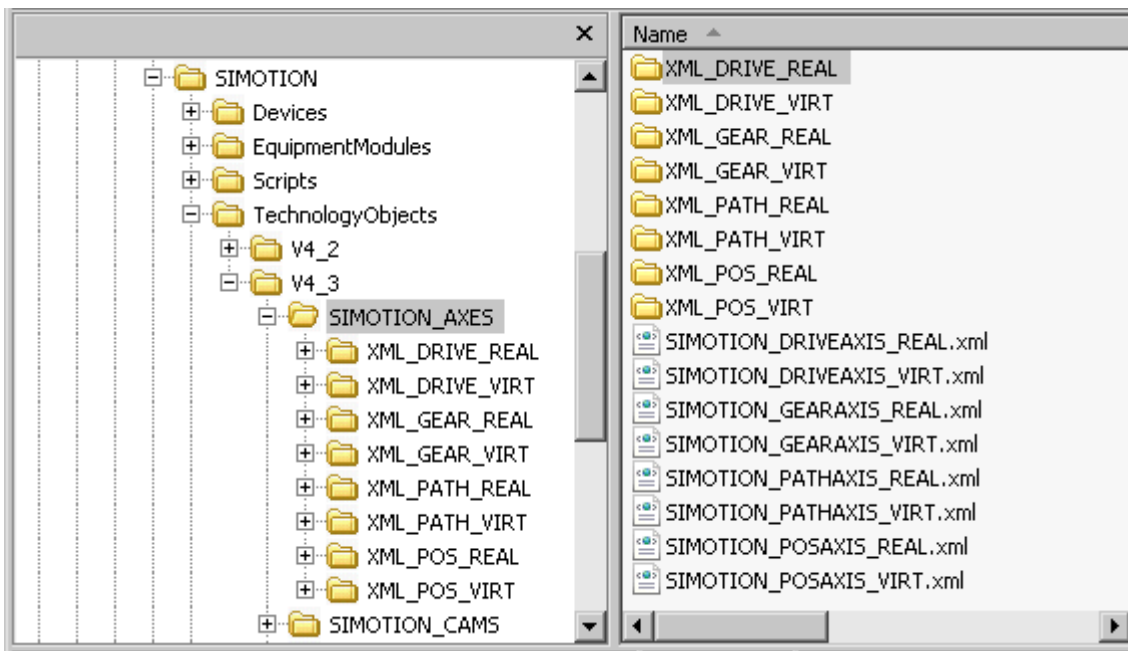 SIMOTION
Devices
EquipmentModules
Scripts
TechnologyObjects
V4_2
V4_3
SIMOTION_AXES
XML_DRIVE_REAL
XML_DRIVE_VIRT
XML_GEAR_REAL
XML_GEAR_VIRT
XML_PATH_REAL
XML_PATH_VIRT
XML_POS_REAL
XML_POS_VIRT
SIMOTION_CAMS
Name
XML_DRIVE_REAL
XML_DRIVE_VIRT
XML_GEAR_REAL
XML_GEAR_VIRT
XML_PATH_REAL
XML_PATH_VIRT
XML_POS_REAL
XML_POS_VIRT
SIMOTION_DRIVEAXIS_REAL.xml
SIMOTION_DRIVEAXIS_VIRT.xml
SIMOTION_GEARAXIS_REAL.xml
SIMOTION_GEARAXIS_VIRT.xml
SIMOTION_PATHAXIS_REAL.xml
SIMOTION_PATHAXIS_VIRT.xml
SIMOTION_POSAXIS_REAL.xml
SIMOTION_POSAXIS_VIRT.xml